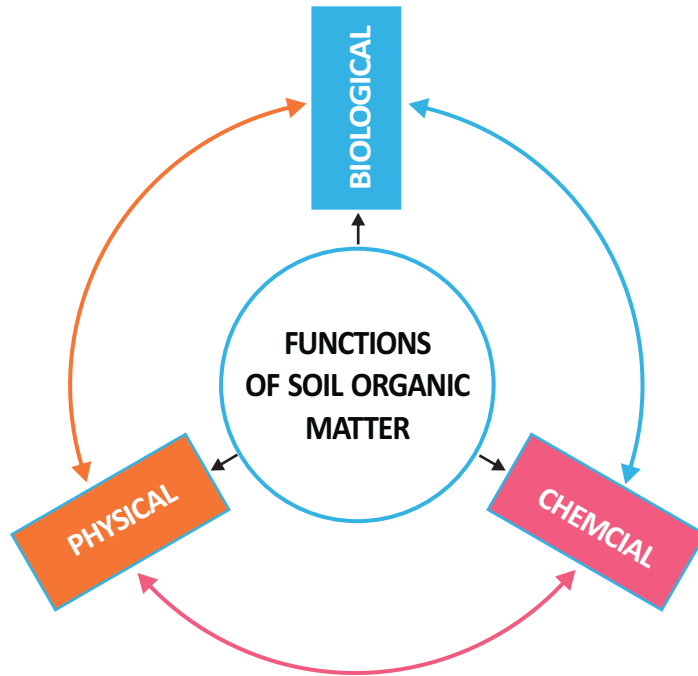 BIOLOGICAL
FUNCTIONS
OF SOIL ORGANIC
MATTER
PHYSICAL
CHEMCIAL